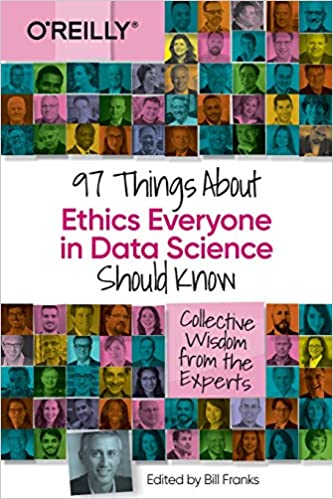 O'REILLY®
97 Things About
Ethics Everyone
in Data Science
Should Know
Collective
Wisdom
from the
Experts
Edited by Bill Franks